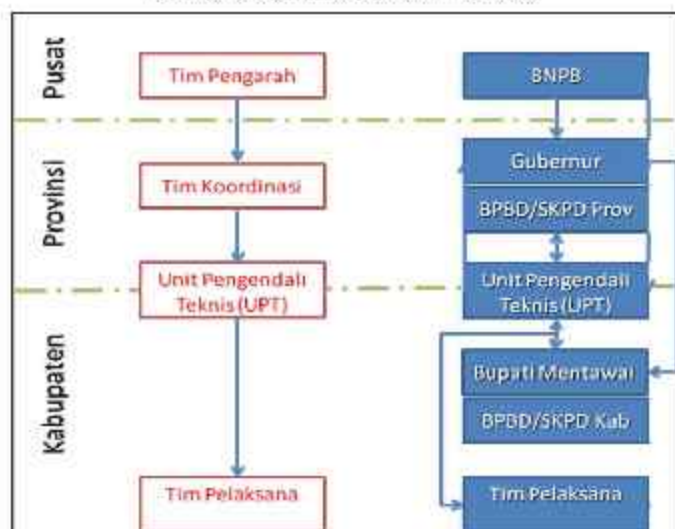 Pusat
Tim Pengarah
BNPB
Provinsi
Tim Koordinasi
Gubernur
BPBD/SKPD Prov
Unit Pengendali
Teknis (UPT)
Unit Pengendali
Teknis (UPT)
Kabupaten
Bupati Mentawai
BPBD/SKPD Kab
Tim Pelaksana
Tim Pelaksana